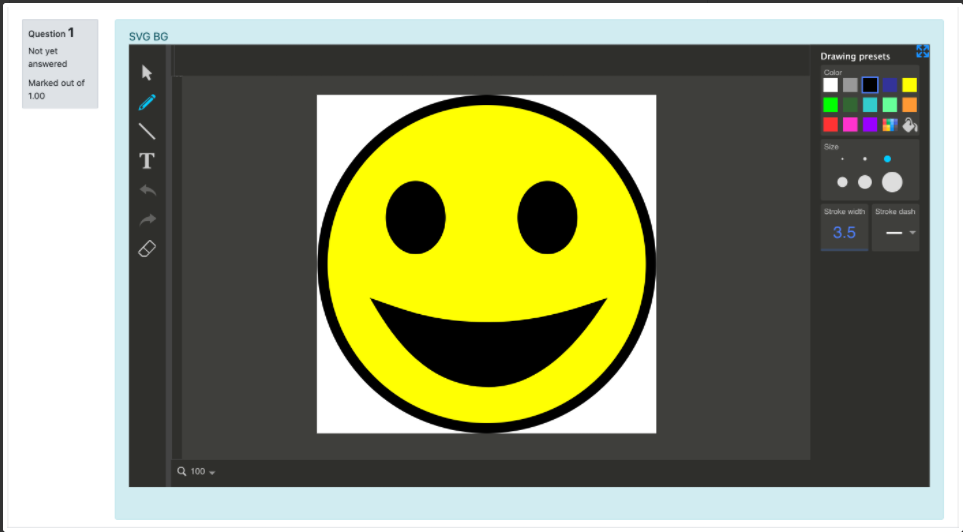 Question 1
Not yet
answered
Marked out of
1.00
SVG BG
T
Drawing presets
Color
Size
Stroke width
Stroke dash
3.5
100